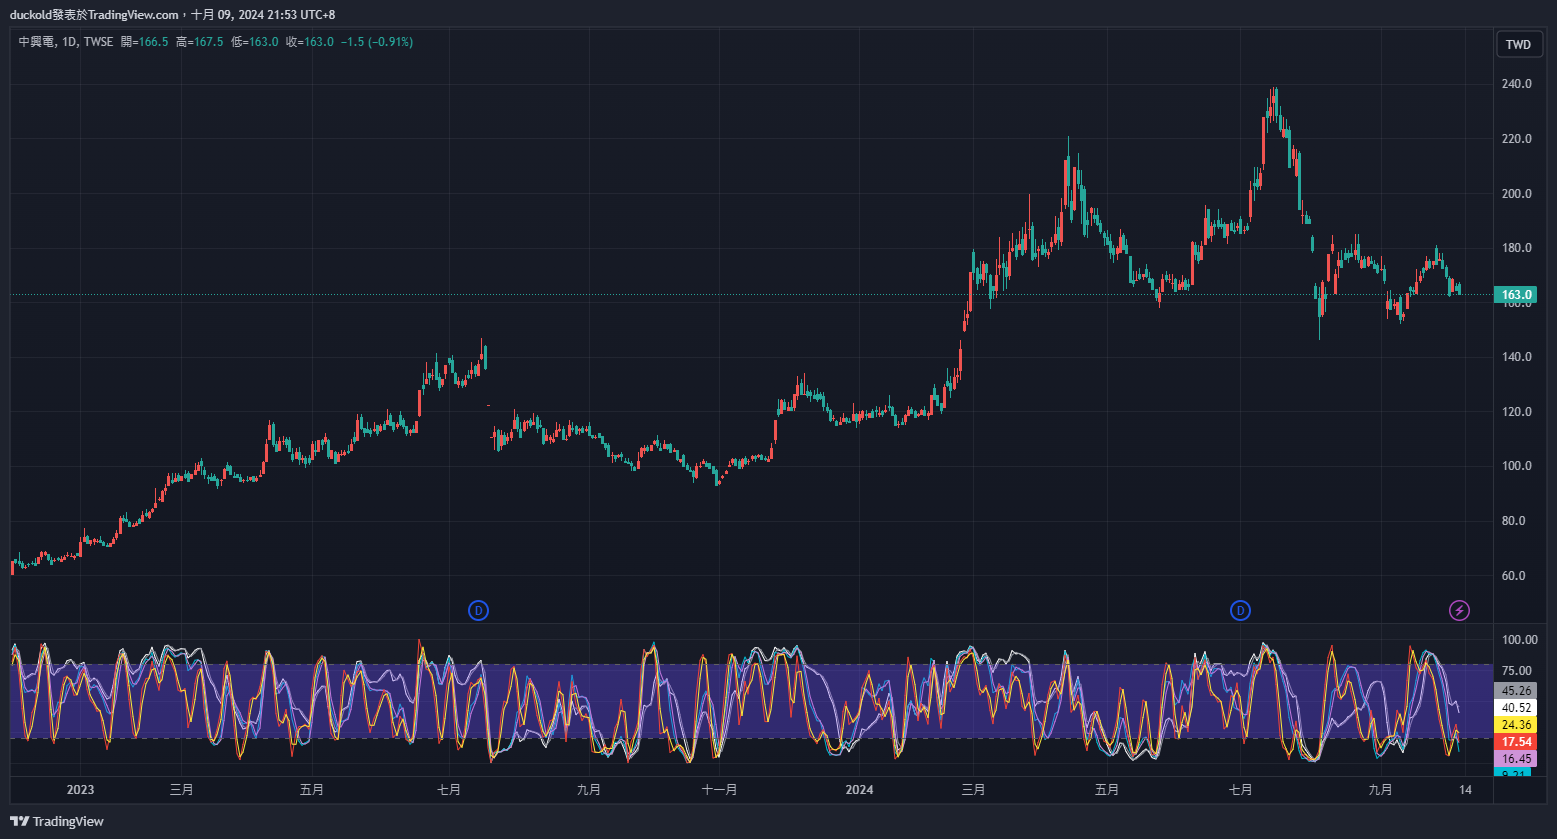 duckold發表於TradingView.com，十月 09, 2024 21:53 UTC+8
中興電, 1D, TWSE 開=166.5 高=167.5 低=163.0 收=163.0 −1.5 (−0.91%)
TWD
240.0
220.0
200.0
180.0
163.0
160.0
140.0
120.0
100.0
80.0
60.0
D
D
100.00
75.00
45.26
40.52
24.36
17.54
16.45
9.21
2023
三月
五月
七月
九月
十一月
2024
三月
五月
七月
九月
14
TradingView